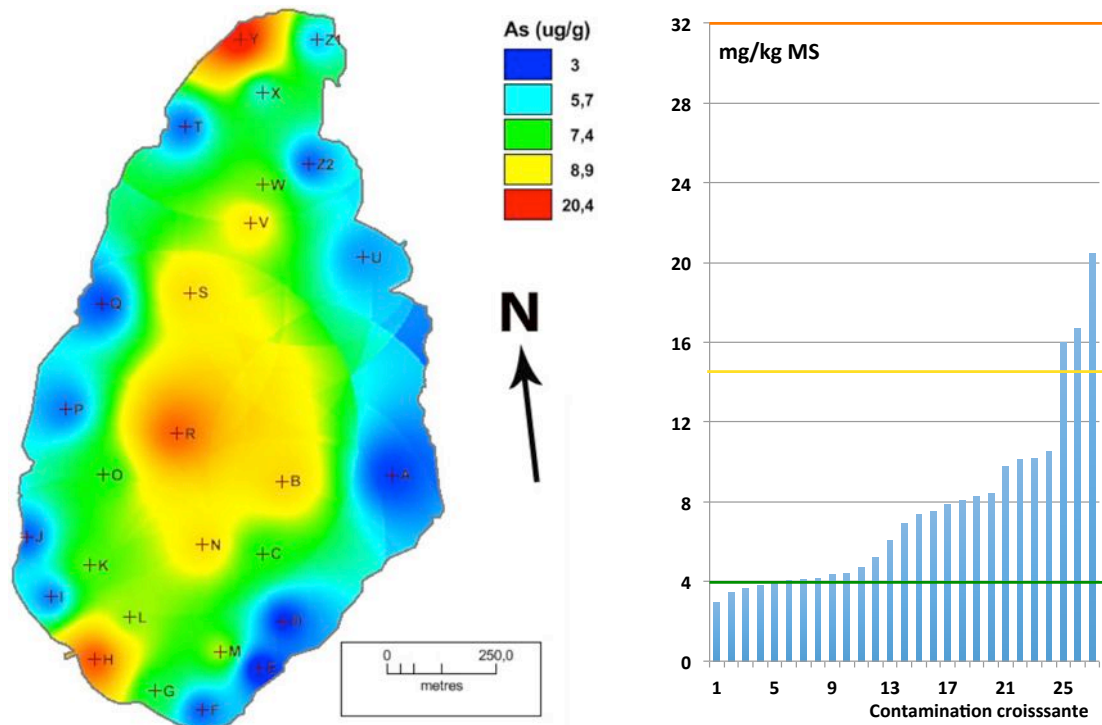 As (ug/g)
3
5,7
7,4
8,9
20,4
Y
Z1
X
T
Z2
W
V
U
S
Q
P
R
O
A
B
N
C
J
K
I
L
M
H
G
F
N
0 250,0
metres
mg/kg MS
32
28
24
20
16
12
8
4
0
1 5 9 13 17 21 25
Contamination croisssante